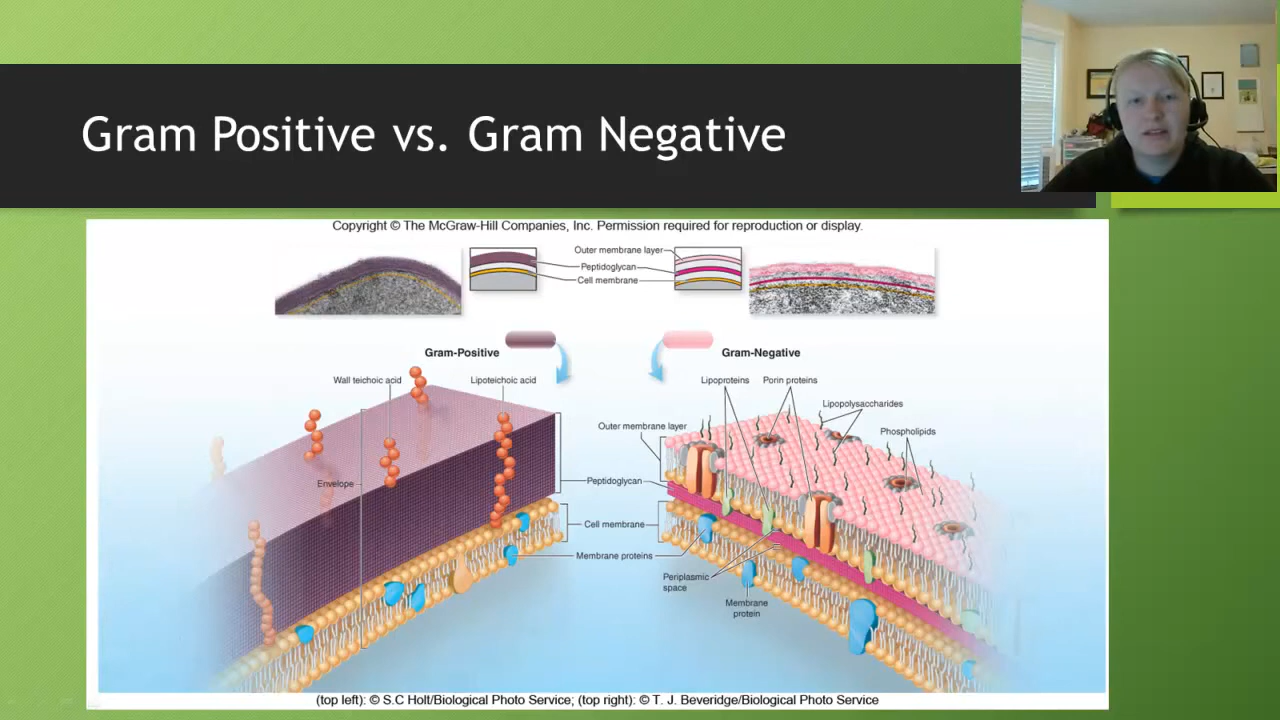 Gram Positive vs. Gram Negative
Copyright © The McGraw-Hill Companies, Inc. Permission required for reproduction or display.
Outer membrane layer
Peptidoglycan
Cell membrane
Gram-Positive
Gram-Negative
Wall teichoic acid
Lipoteichoic acid
Lipoproteins
Porin proteins
Lipopolysaccharides
Outer membrane layer
Phospholipids
Envelope
Peptidoglycan
Cell membrane
Membrane proteins
Periplasmic
space
Membrane
protein
(top left): © S.C Holt/Biological Photo Service; (top right): © T. J. Beveridge/Biological Photo Service